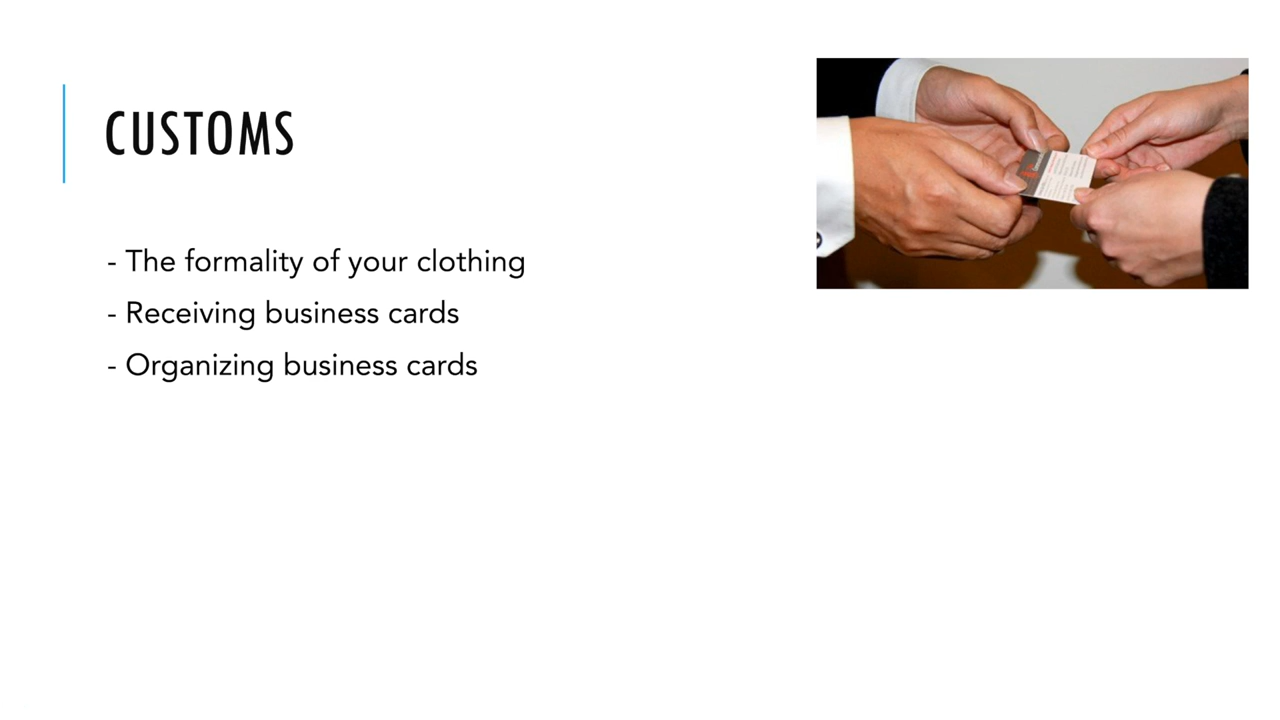 CUSTOMS
- The formality of your clothing
- Receiving business cards
- Organizing business cards